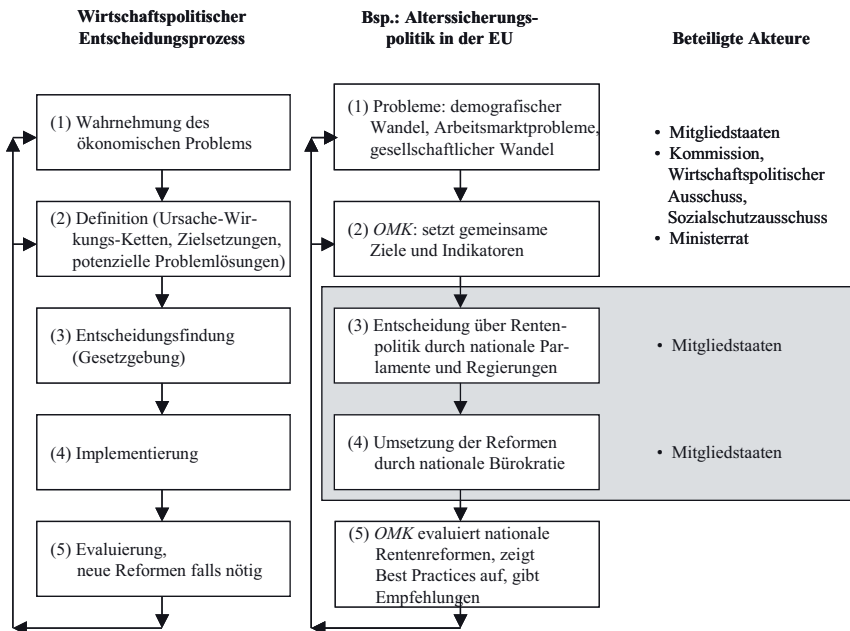 Wirtschaftspolitischer
Entscheidungsprozess
(1) Wahrnehmung des
ökonomischen Problems
(2) Definition (Ursache-Wir-
kungs-Ketten, Zielsetzungen,
potenzielle Problemlösungen)
(3) Entscheidungsfindung
(Gesetzgebung)
(4) Implementierung
(5) Evaluierung,
neue Reformen falls nötig
Bsp.: Alterssicherungs-
politik in der EU
(1) Probleme: demografischer
Wandel, Arbeitsmarktprobleme,
gesellschaftlicher Wandel
(2) OMK: setzt gemeinsame
Ziele und Indikatoren
(3) Entscheidung über Renten-
politik durch nationale Par-
lamente und Regierungen
(4) Umsetzung der Reformen
durch nationale Bürokratie
(5) OMK evaluiert nationale
Rentenreformen, zeigt
Best Practices auf, gibt
Empfehlungen
Beteiligte Akteure
• Mitgliedstaaten
• Kommission,
Wirtschaftspolitischer
Ausschuss,
Sozialschutzausschuss
• Ministerrat
• Mitgliedstaaten
• Mitgliedstaaten